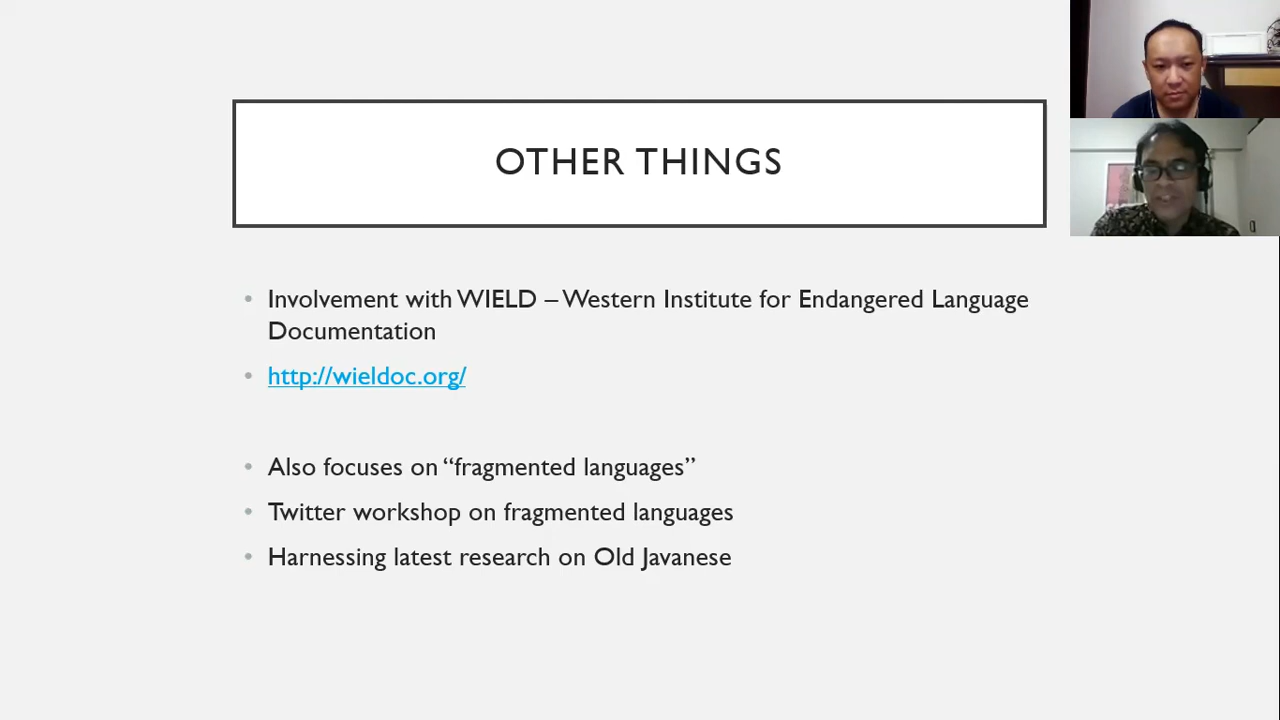 OTHER THINGS
• Involvement with WIELD – Western Institute for Endangered Language
Documentation
• http://wieldoc.org/
• Also focuses on “fragmented languages”
• Twitter workshop on fragmented languages
• Harnessing latest research on Old Javanese